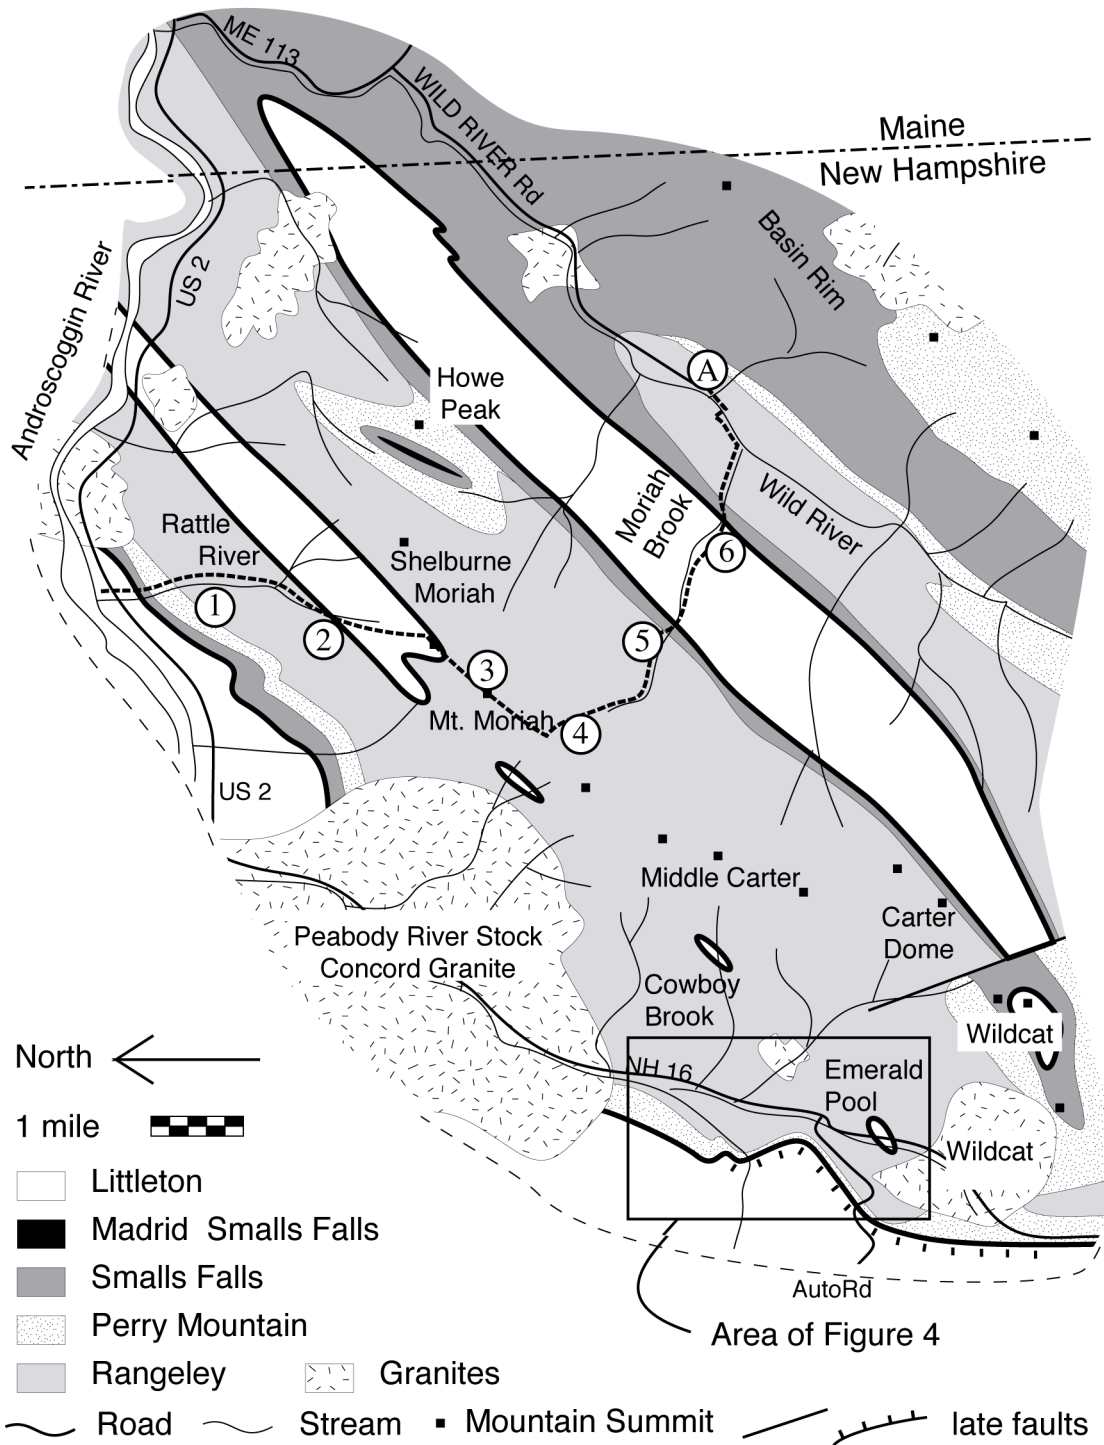 ME 113
WILD RIVER Rd
Maine
New Hampshire
Basin Rim
US 2
Androscoggin River
A
Howe
Peak
Moriah
Brook
Wild River
Rattle
River
Shelburne
Moriah
1
2
3
4
5
6
Mt. Moriah
US 2
Middle Carter
Carter
Dome
Peabody River Stock
Concord Granite
Cowboy
Brook
Wildcat
NH 16
Emerald
Pool
Wildcat
North
1 mile
AutoRd
Area of Figure 4
Littleton
Madrid Smalls Falls
Smalls Falls
Perry Mountain
Rangeley
Granites
Road
Stream
Mountain Summit
late faults